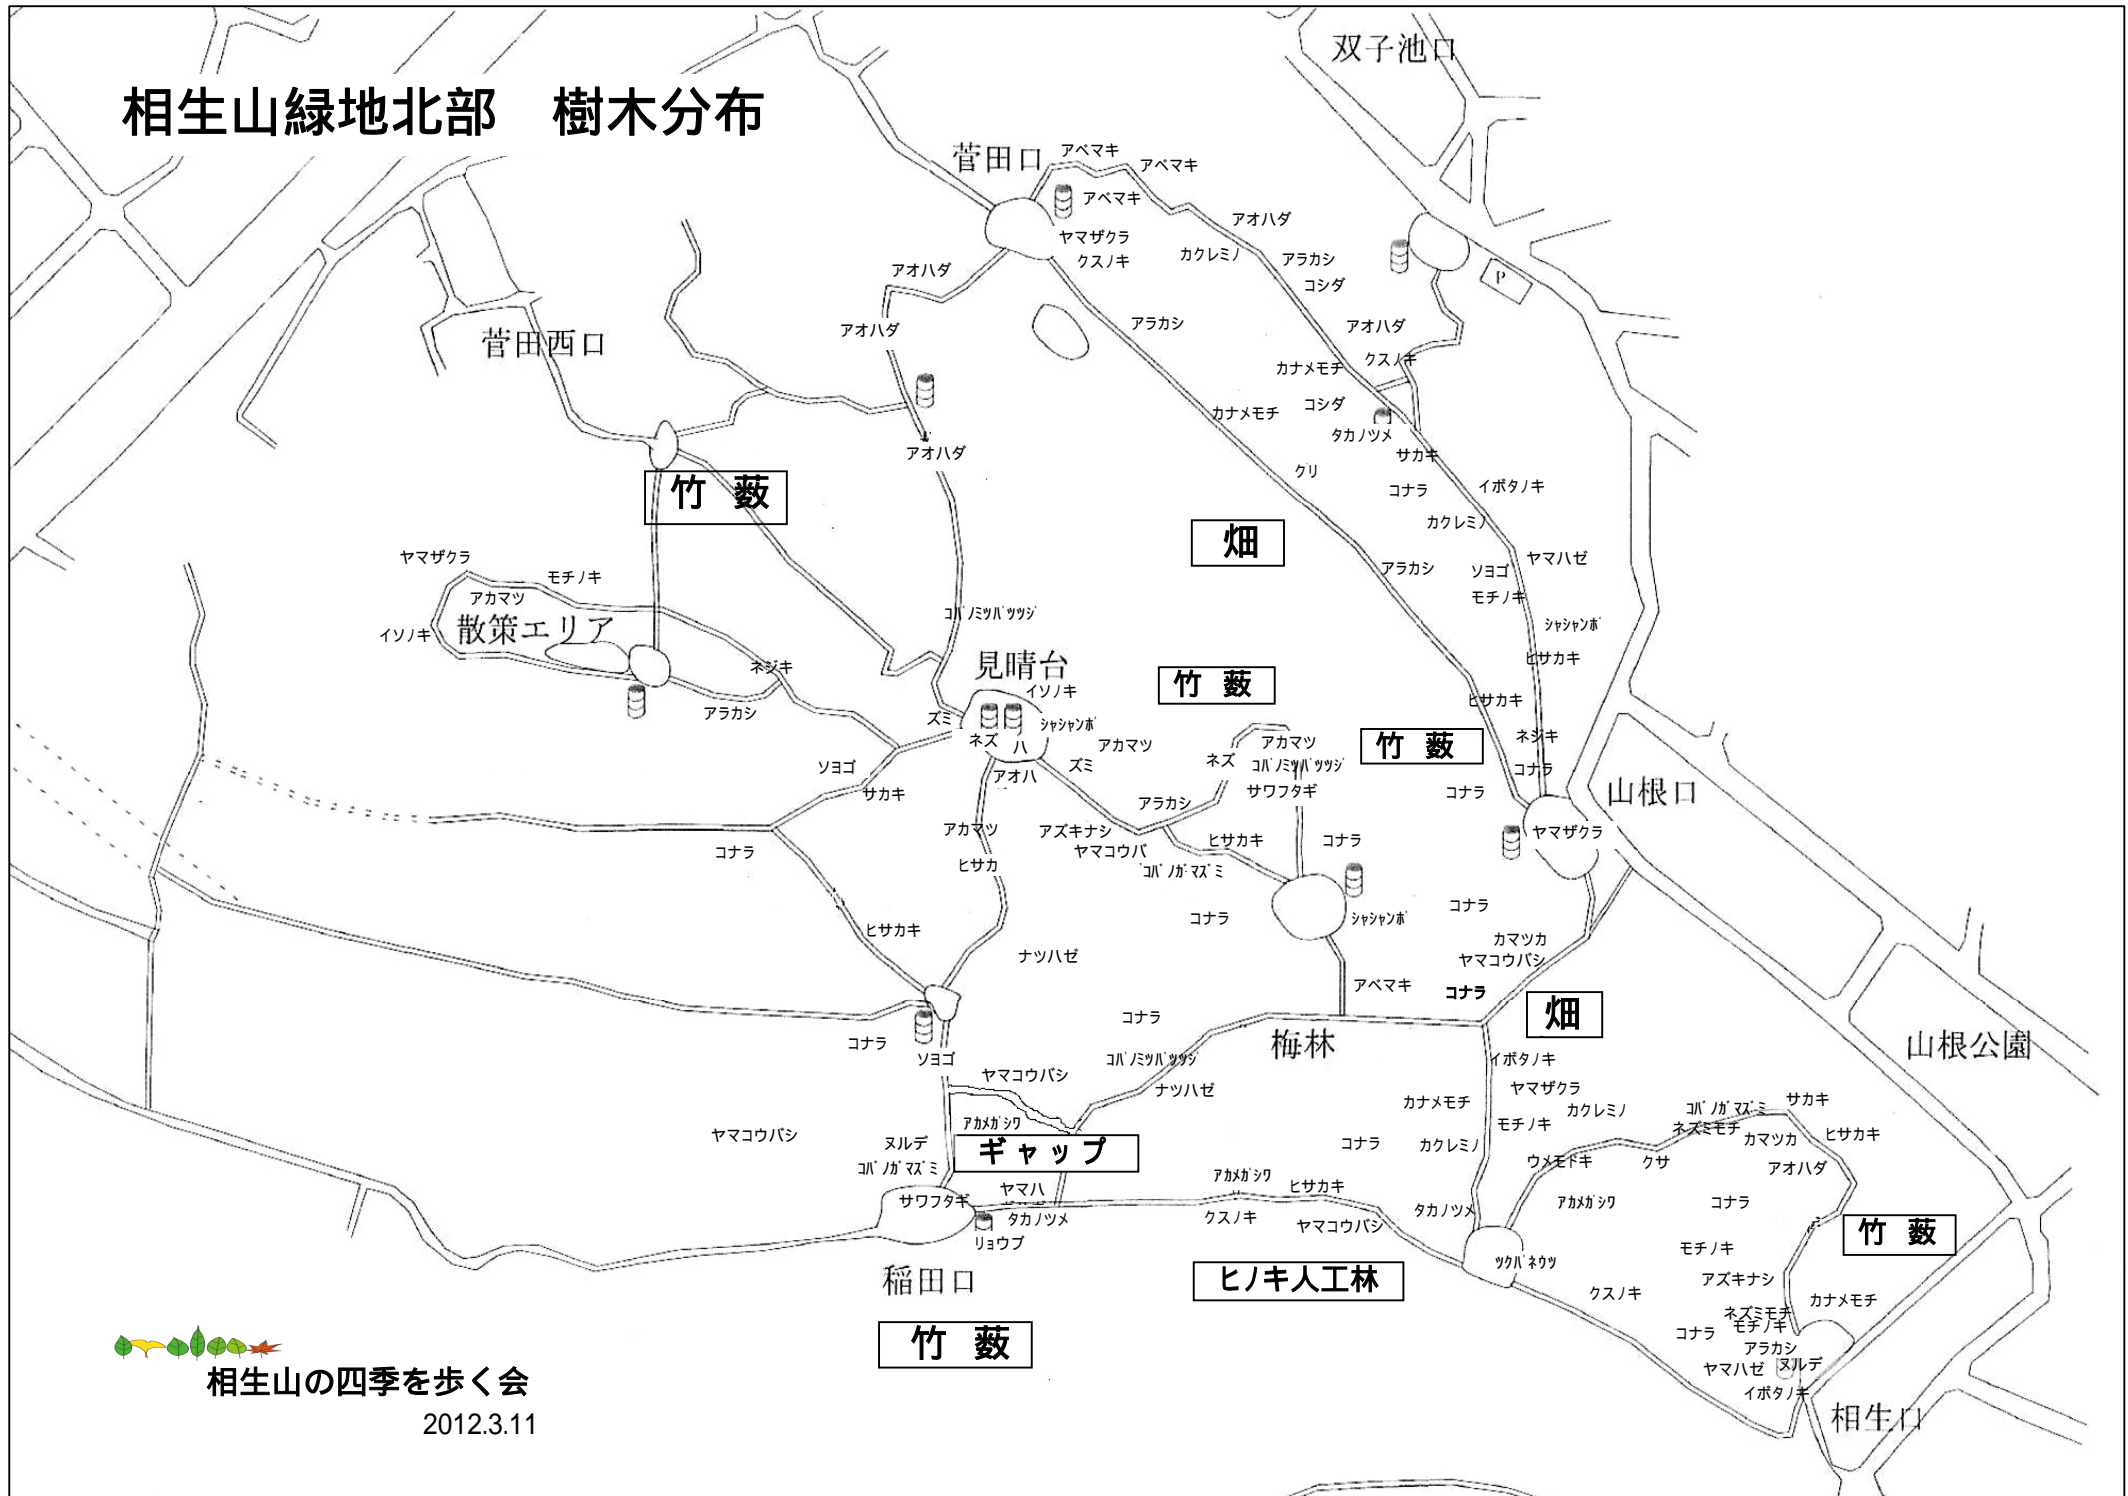 双子池口
相生山緑地北部　樹木分布
菅田口
アベマキ
アベマキ
アベマキ
アオハダ
ヤマザクラ
カクレミノ
アラカシ
クスノキ
アオハダ
P
コシダ
アラカシ
アオハダ
アオハダ
菅田西口
カナメモチ
クスノキ
カナメモチ
コシダ
タカノツメ
アオハダ
サカキ
クリ
竹 薮
コナラ
イボタノキ
カクレミノ
畑
ヤマザクラ
ヤマハゼ
アラカシ
ソヨゴ
モチノキ
アカマツ
モチノキ
コバノミツバツツジ
シャシャンボ
散策エリア
イソノキ
見晴台
ヒサカキ
ネジキ
竹 薮
イソノキ
ヒサカキ
アラカシ
ズミ
シャシャンボ
ネジキ
ネズ
ハ
アカマツ
アカマツ
竹 薮
ネズ
コバノミツバツツジ
ソヨゴ
アオハ
ズミ
コナラ
サカキ
サワフタギ
コナラ
山根口
アラカシ
アカマツ
アズキナシ
ヤマザクラ
コナラ
ヤマコウバ
ヒサカキ
コナラ
ヒサカ
コバノガマズミ
コナラ
シャシャンボ
コナラ
ヒサカキ
カマツカ
ナツハゼ
ヤマコウバシ
アベマキ
コナラ
畑
コナラ
コナラ
梅林
山根公園
ソヨゴ
コバノミツバツツジ
イボタノキ
ヤマコウバシ
ナツハゼ
ヤマザクラ
カナメモチ
カクレミノ
コバノガマズミ
サカキ
アカメガシワ
モチノキ
ネズミモチ
ヤマコウバシ
ヌルデ
ギャップ
コナラ
カクレミノ
カマツカ
ヒサカキ
コバノガマズミ
ウメモドキ
クサ
アオハダ
アカメガシワ
ヒサカキ
サワフタギ
ヤマハ
アカメガシワ
コナラ
タカノツメ
クスノキ
ヤマコウバシ
タカノツメ
リョウブ
竹 薮
モチノキ
ツクバネウツ
稲田口
ヒノキ人工林
アズキナシ
クスノキ
カナメモチ
ネズミモチ
モチノキ
コナラ
竹 薮
アラカシ
ヤマハゼ
ヌルデ
イボタノキ
相生山の四季を歩く会
相生口
2012.3.11